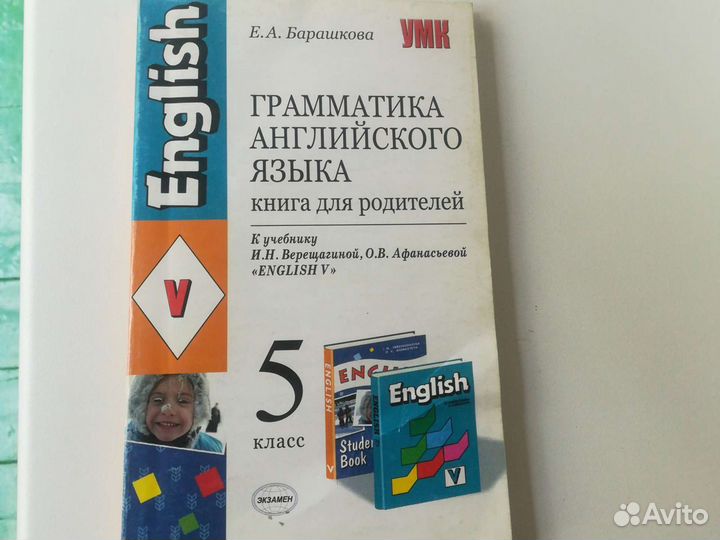 English
Е.А. Барашкова
УМК
ГРАММАТИКА
АНГЛИЙСКОГО
ЯЗЫКА
книга для родителей
К учебнику
И.Н. Верещагиной, О.В. Афанасьевой
«ENGLISH V»
V
5
класс
ENGLISH
V
ENGL
Student
Book
English
V
ЭКЗАМЕН
Avito